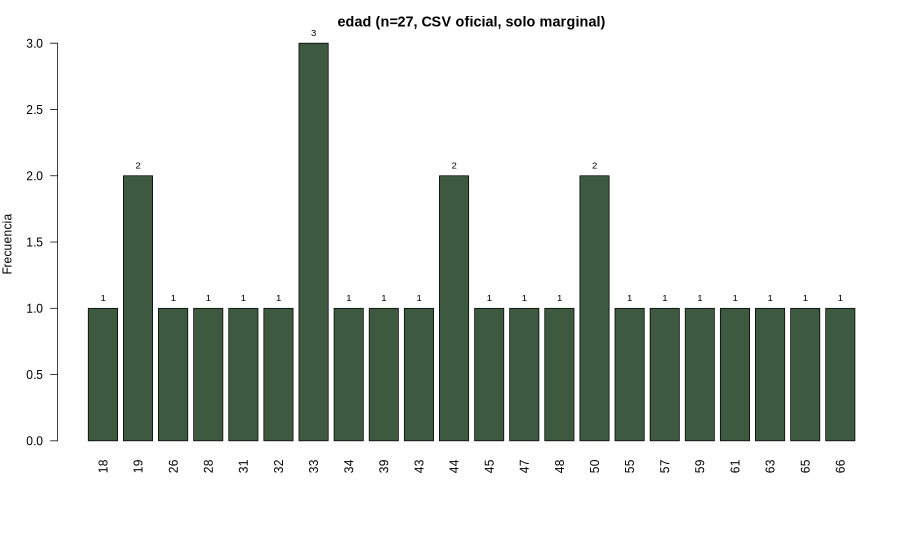 edad (n=27, CSV oficial, solo marginal)
Frecuencia
3.0
2.5
2.0
1.5
1.0
0.5
0.0
1 2 1 1 1 1 3 1 1 1 2 1 1 1 2 1 1 1 1 1 1 1
18 19 26 28 31 32 33 34 39 43 44 45 47 48 50 55 57 59 61 63 65 66